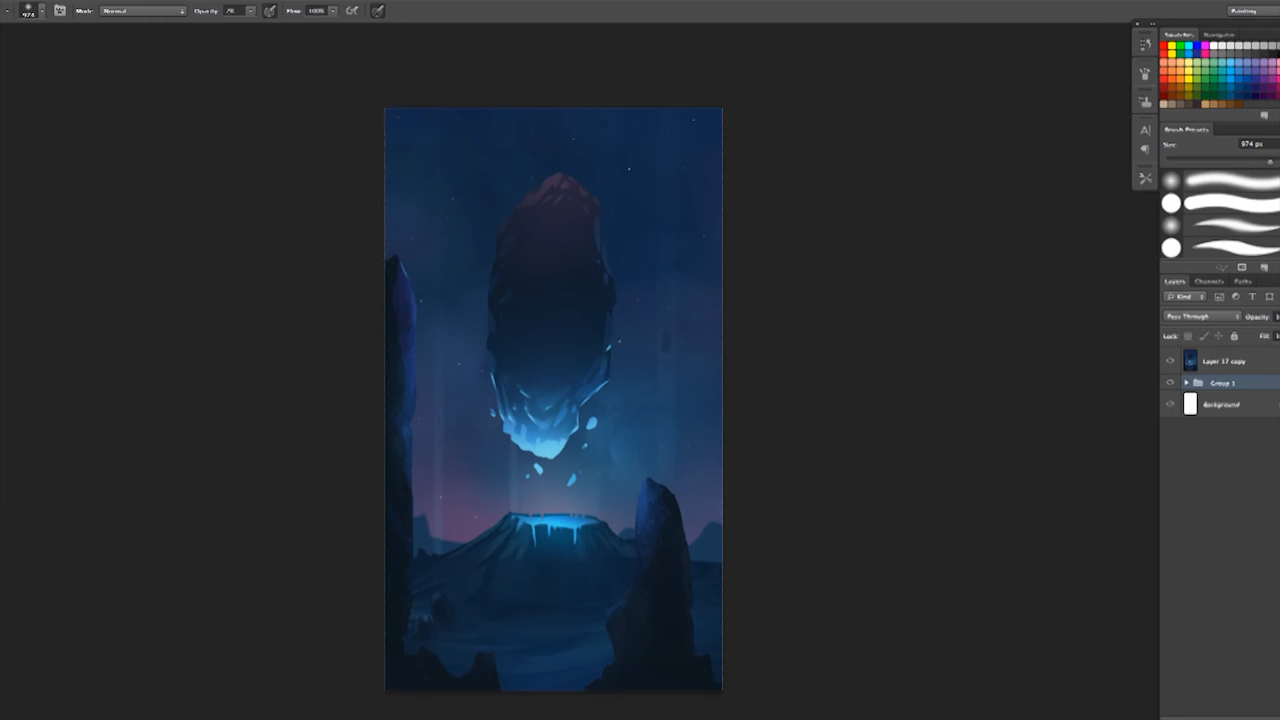 974 Mode: Normal Opacity: Flow: 100% Painting
Swatches Navigator
Brush Presets
Size: 974 px
Layers Channels Paths
Kind
Pass Through Opacity:
Lock: Fill:
Layer 17 copy
Group 1
Background